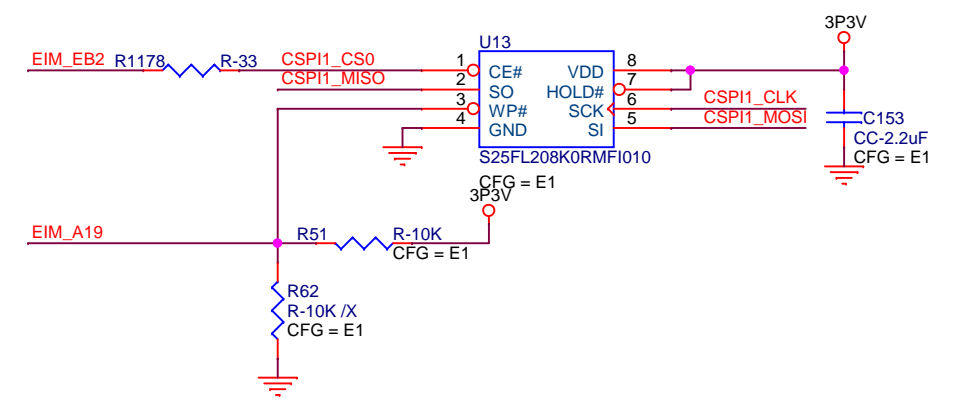 3P3V
U13
EIM_EB2 R1178 R-33 CSPI1_CS0 1 CE# VDD 8
CSPI1_MISO 2 SO HOLD# 7
3 WP# SCK 6 CSPI1_CLK
4 GND SI 5 CSPI1_MOSI
C153
CC-2.2uF
CFG = E1
S25FL208K0RMFI010
CFG = E1
3P3V
EIM_A19 R51 R-10K
CFG = E1
R62
R-10K /X
CFG = E1